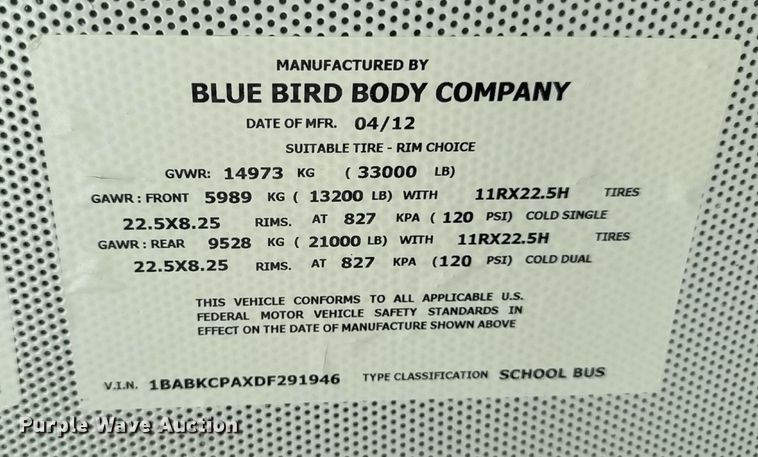 MANUFACTURED BY
BLUE BIRD BODY COMPANY
DATE OF MFR. 04/12
SUITABLE TIRE - RIM CHOICE
GVWR: 14973 KG ( 33000 LB)
GAWR : FRONT 5989 KG ( 13200 LB) WITH 11RX22.5H TIRES
22.5X8.25 RIMS. AT 827 KPA ( 120 PSI) COLD SINGLE
GAWR : REAR 9528 KG ( 21000 LB) WITH 11RX22.5H TIRES
22.5X8.25 RIMS. AT 827 KPA (120 PSI) COLD DUAL
THIS VEHICLE CONFORMS TO ALL APPLICABLE U.S.
FEDERAL MOTOR VEHICLE SAFETY STANDARDS IN
EFFECT ON THE DATE OF MANUFACTURE SHOWN ABOVE
V.I.N. 1BABKCPAXDF291946 TYPE CLASSIFICATION SCHOOL BUS
Purple Wave Auction